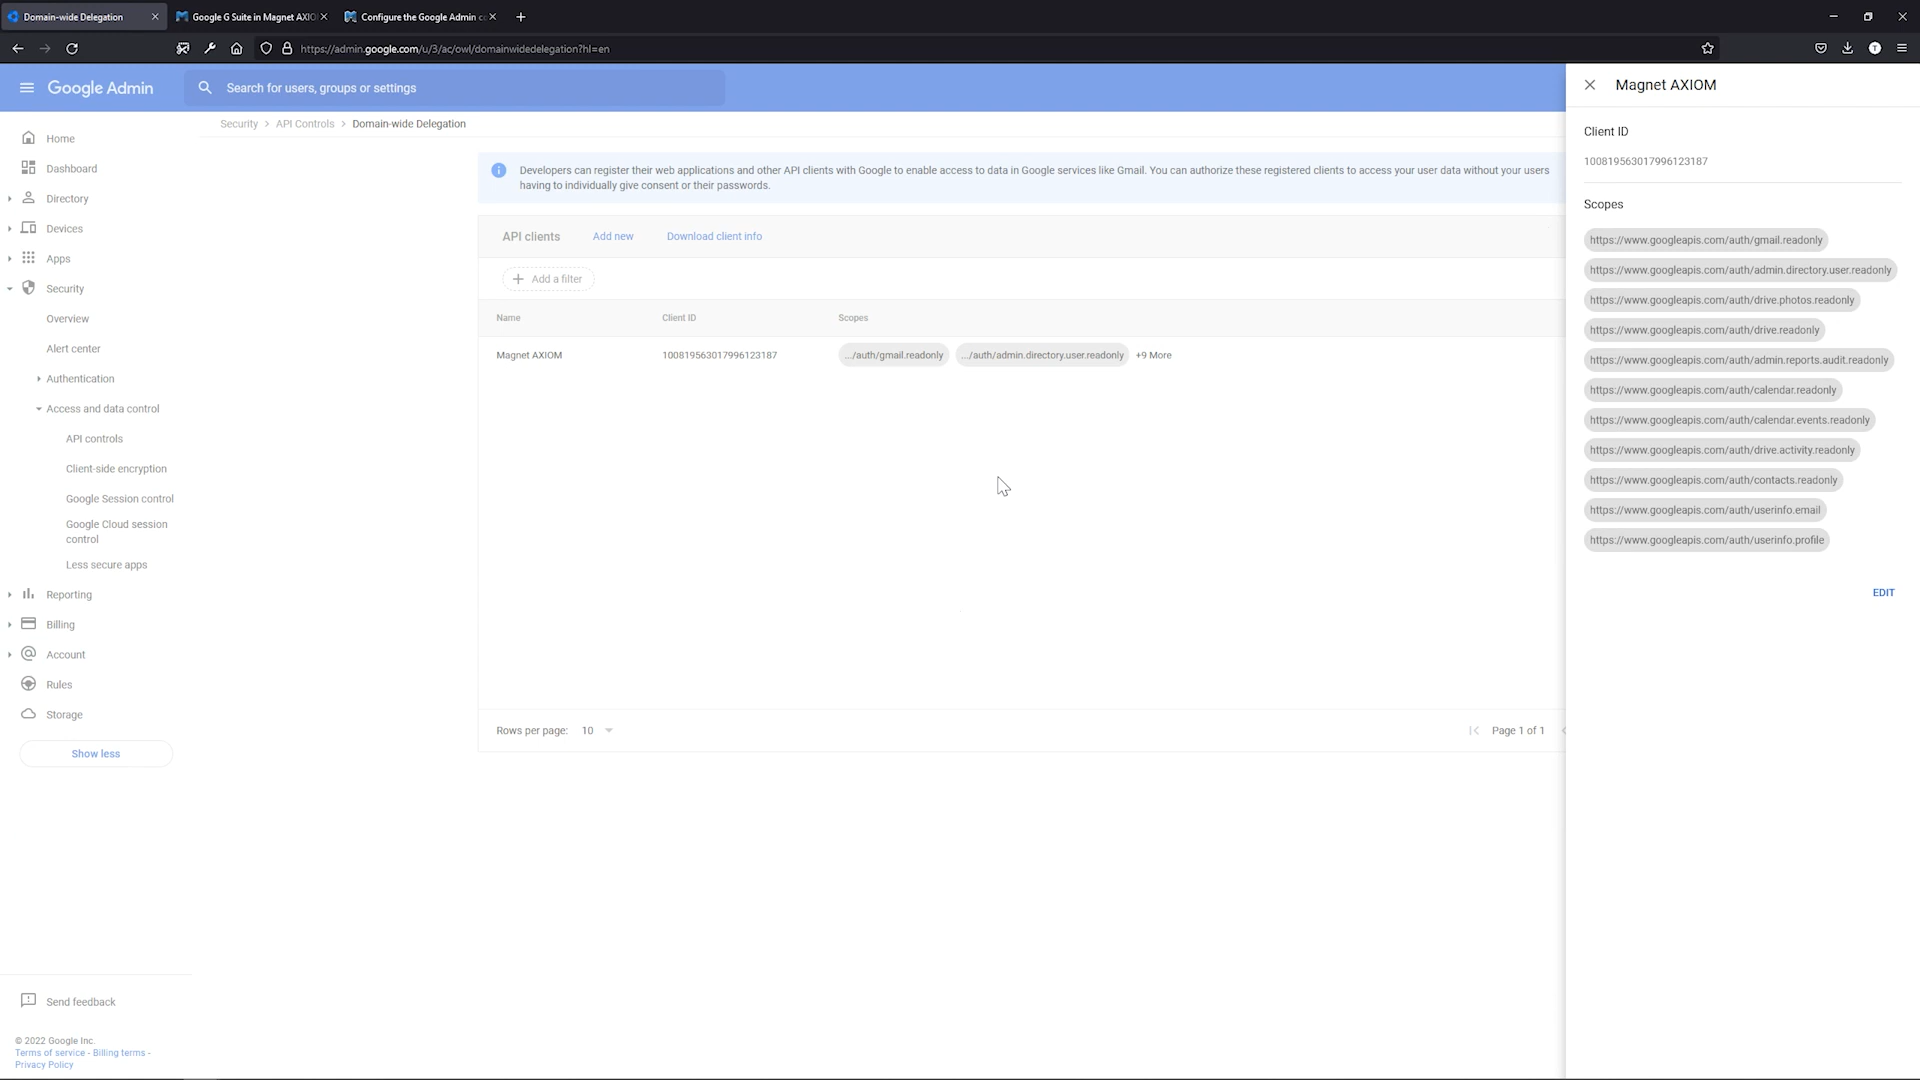 Domain-wide Delegation
Google G Suite in Magnet AXIO
Configure the Google Admin c
https://admin.google.com/u/3/ac/owl/domainwidedelegation?hl=en
Google Admin
Search for users, groups or settings
Security > API Controls > Domain-wide Delegation
Home
Dashboard
Directory
Devices
Apps
Security
Overview
Alert center
Authentication
Access and data control
API controls
Client-side encryption
Google Session control
Google Cloud session
control
Less secure apps
Reporting
Billing
Account
Rules
Storage
Show less
Send feedback
© 2022 Google Inc.
Terms of service - Billing terms -
Privacy Policy
Developers can register their web applications and other API clients with Google to enable access to data in Google services like Gmail. You can authorize these registered clients to access your user data without your users
having to individually give consent or their passwords.
API clients Add new Download client info
Add a filter
Name Client ID Scopes
Magnet AXIOM 100819563017996123187 .../auth/gmail.readonly .../auth/admin.directory.user.readonly +9 More
Rows per page: 10 Page 1 of 1
Magnet AXIOM
Client ID
100819563017996123187
Scopes
https://www.googleapis.com/auth/gmail.readonly
https://www.googleapis.com/auth/admin.directory.user.readonly
https://www.googleapis.com/auth/drive.photos.readonly
https://www.googleapis.com/auth/drive.readonly
https://www.googleapis.com/auth/admin.reports.audit.readonly
https://www.googleapis.com/auth/calendar.readonly
https://www.googleapis.com/auth/calendar.events.readonly
https://www.googleapis.com/auth/drive.activity.readonly
https://www.googleapis.com/auth/contacts.readonly
https://www.googleapis.com/auth/userinfo.email
https://www.googleapis.com/auth/userinfo.profile
EDIT